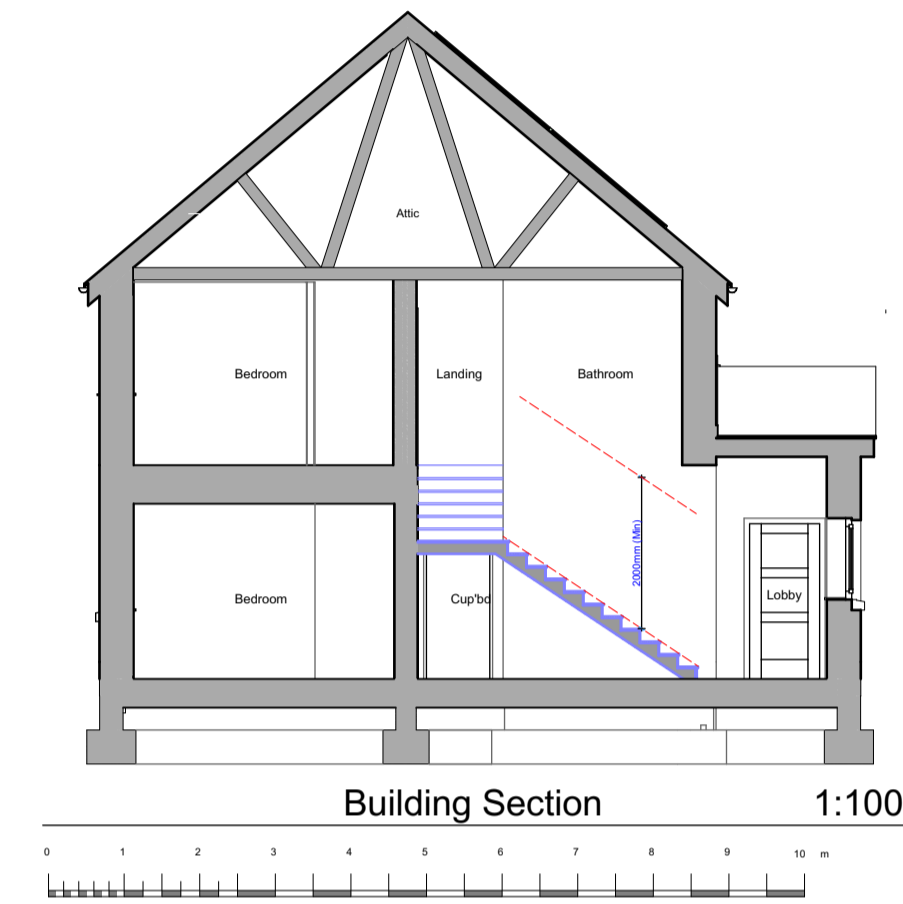 Attic
Bedroom
Landing
Bathroom
2000mm (Min)
Bedroom
Cup'bd
Lobby
Building Section 1:100
0 1 2 3 4 5 6 7 8 9 10 m